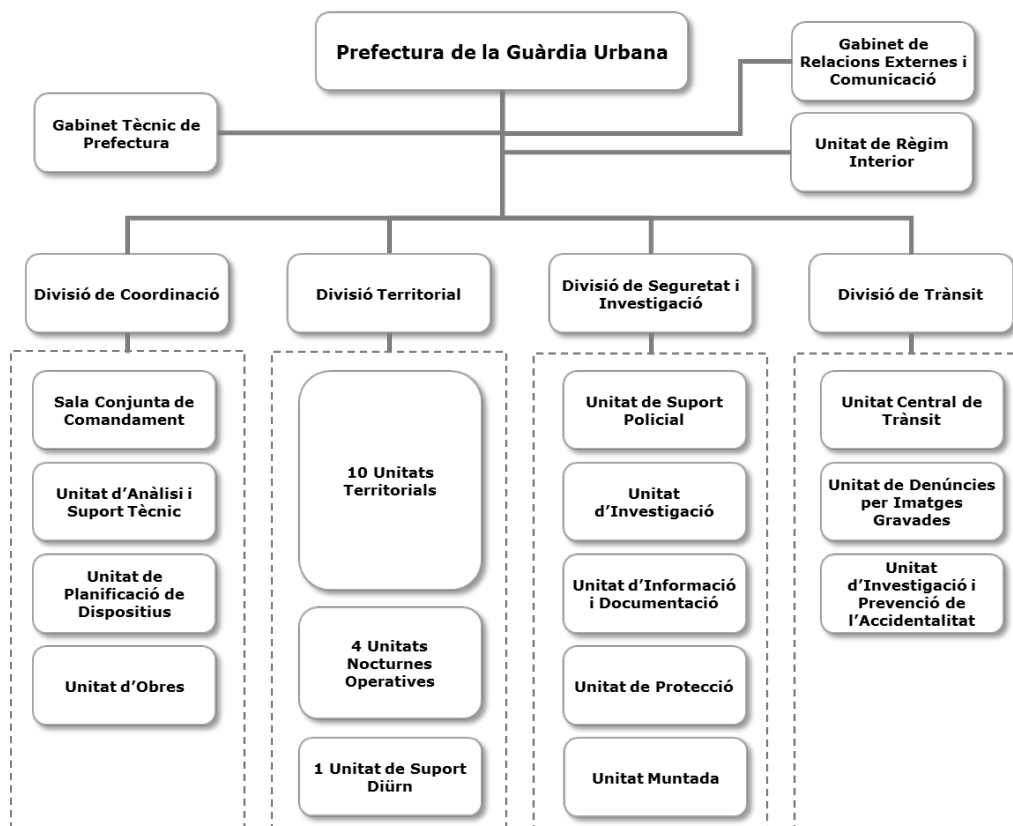 Prefectura de la Guàrdia Urbana
Gabinet de
Relacions Externes i
Comunicació
Gabinet Tècnic de
Prefectura
Unitat de Règim
Interior
Divisió de Coordinació
Divisió Territorial
Divisió de Seguretat i
Investigació
Divisió de Trànsit
Sala Conjunta de
Comandament
Unitat d’Anàlisi i
Suport Tècnic
Unitat de
Planificació de
Dispositius
Unitat d’Obres
10 Unitats
Territorials
4 Unitats
Nocturnes
Operatives
1 Unitat de Suport
Diürn
Unitat de Suport
Policial
Unitat
d’Investigació
Unitat d’Informació
i Documentació
Unitat de Protecció
Unitat Muntada
Unitat Central de
Trànsit
Unitat de Denúncies
per Imatges
Gravades
Unitat
d’Investigació i
Prevenció de
l’Accidentalitat